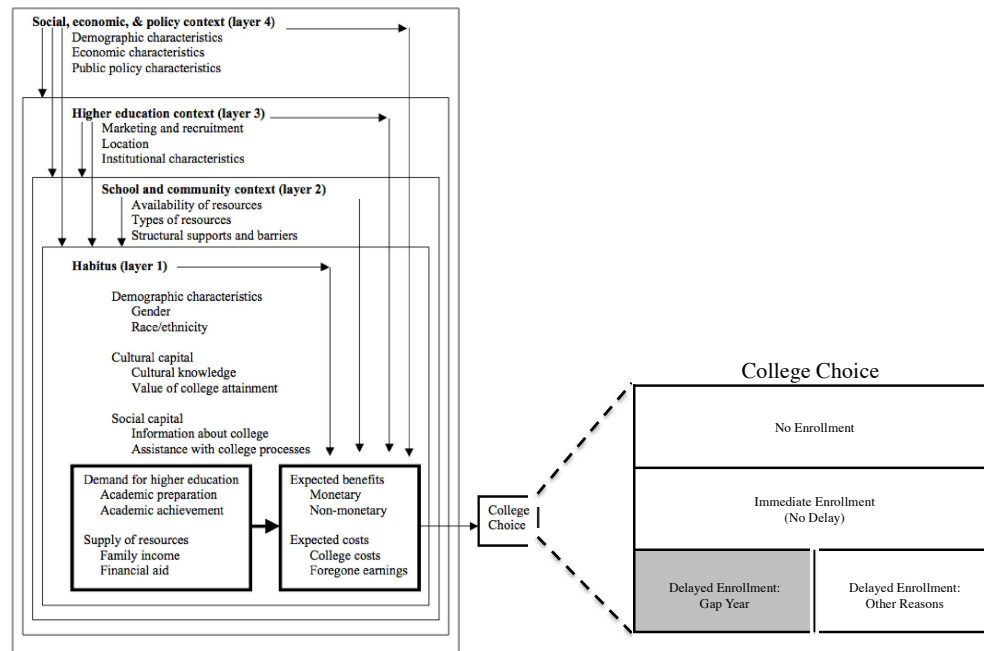 Social, economic, & policy context (layer 4)
Demographic characteristics
Economic characteristics
Public policy characteristics
Higher education context (layer 3)
Marketing and recruitment
Location
Institutional characteristics
School and community context (layer 2)
Availability of resources
Types of resources
Structural supports and barriers
Habitus (layer 1)
Demographic characteristics
Gender
Race/ethnicity
Cultural capital
Cultural knowledge
Value of college attainment
Social capital
Information about college
Assistance with college processes
Demand for higher education
Academic preparation
Academic achievement
Supply of resources
Family income
Financial aid
Expected benefits
Monetary
Non-monetary
Expected costs
College costs
Foregone earnings
College
Choice
College Choice
No Enrollment
Immediate Enrollment
(No Delay)
Delayed Enrollment:
Gap Year
Delayed Enrollment:
Other Reasons